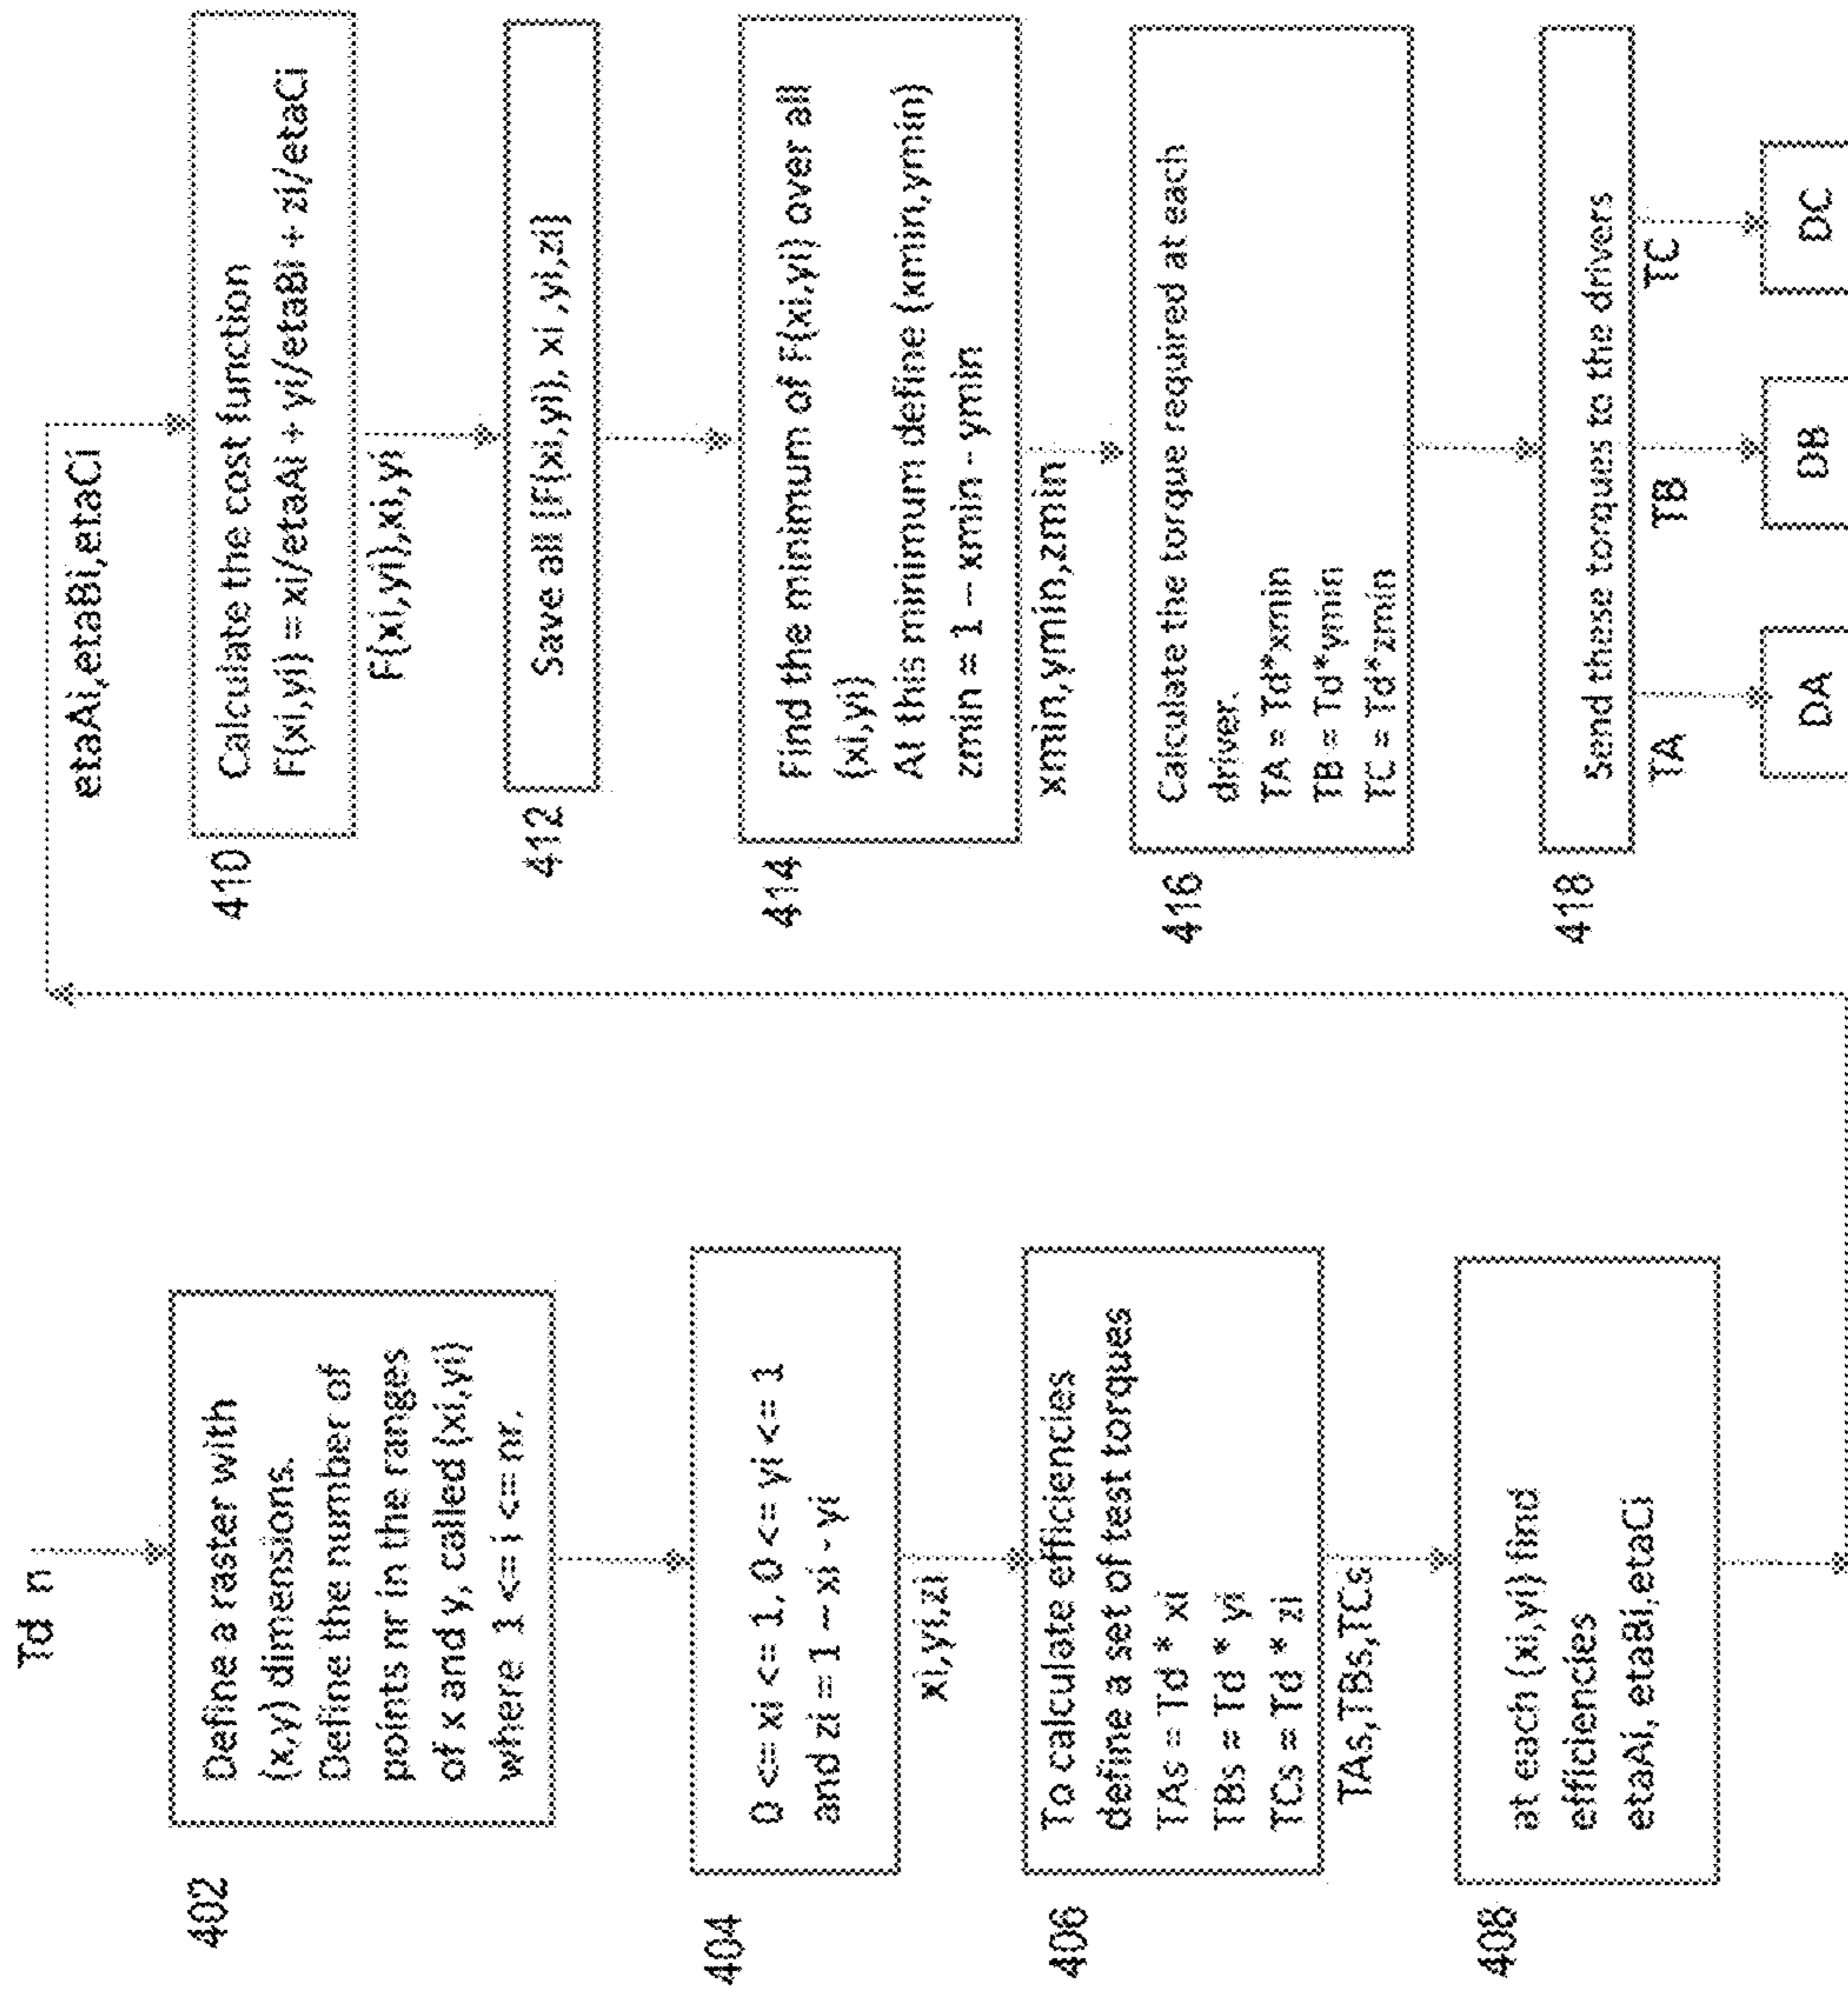 Td n
402
Define a raster with
(x,y) dimensions.
Define the number of
points nr in the ranges
of x and y, called (xi,yi)
where 1 <= i <= nr.
404
0 <= xi <= 1, 0 <= yi <= 1
and zi = 1 – xi - yi
xi,yi,zi
406
To calculate efficiencies
define a set of test torques
TAs = Td * xi
TBs = Td * yi
TCs = Td * zi
TAs,TBs,TCs
408
at each (xi,yi) find
efficiencies
etaAi, etaBi,etaCi
etaAi,etaBi,etaCi
410
Calculate the cost function
F(xi,yi) = xi/etaAi + yi/etaBi + zi/etaCi
F(xi,yi),xi,yi
412
Save all [F(xi,yi), xi ,yi,zi]
414
Find the minimum of F(xi,yi) over all
(xi,yi)
At this minimum define (xmin,ymin)
zmin = 1 – xmin - ymin
xmin,ymin,zmin
416
Calculate the torque required at each
driver.
TA = Td*xmin
TB = Td*ymin
TC = Td*zmin
418
Send these torques to the drivers
TA TB TC
DA DB DC